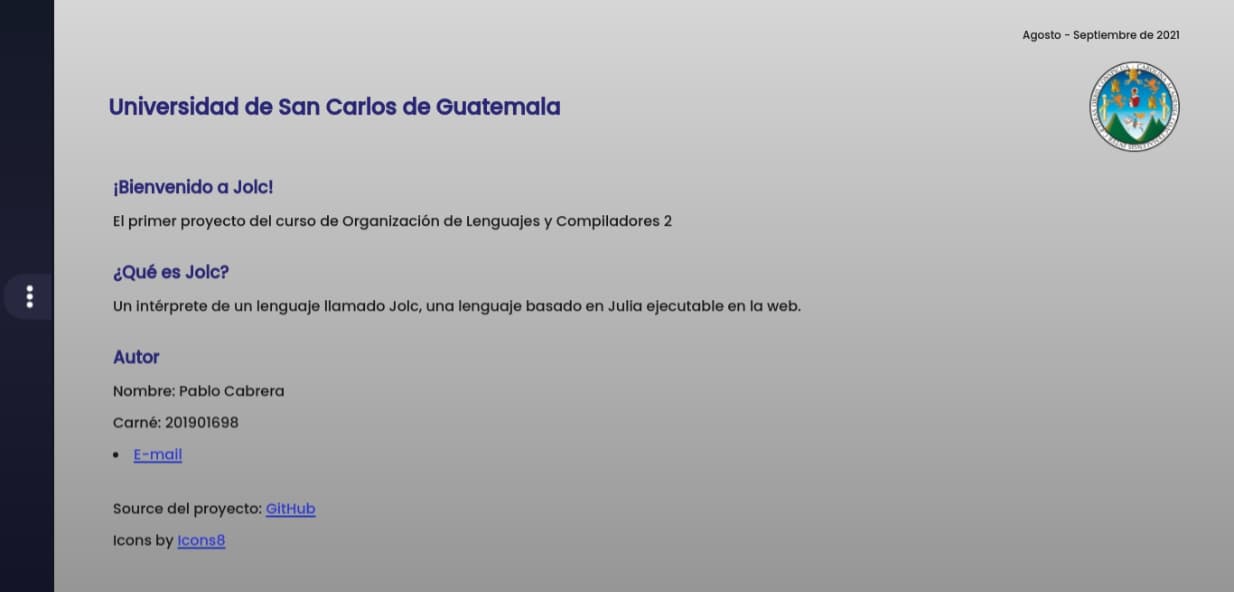 Agosto - Septiembre de 2021
Universidad de San Carlos de Guatemala
¡Bienvenido a Jolc!
El primer proyecto del curso de Organización de Lenguajes y Compiladores 2
¿Qué es Jolc?
Un intérprete de un lenguaje llamado Jolc, una lenguaje basado en Julia ejecutable en la web.
Autor
Nombre: Pablo Cabrera
Carné: 201901698
• E-mail
Source del proyecto: GitHub
Icons by Icons8